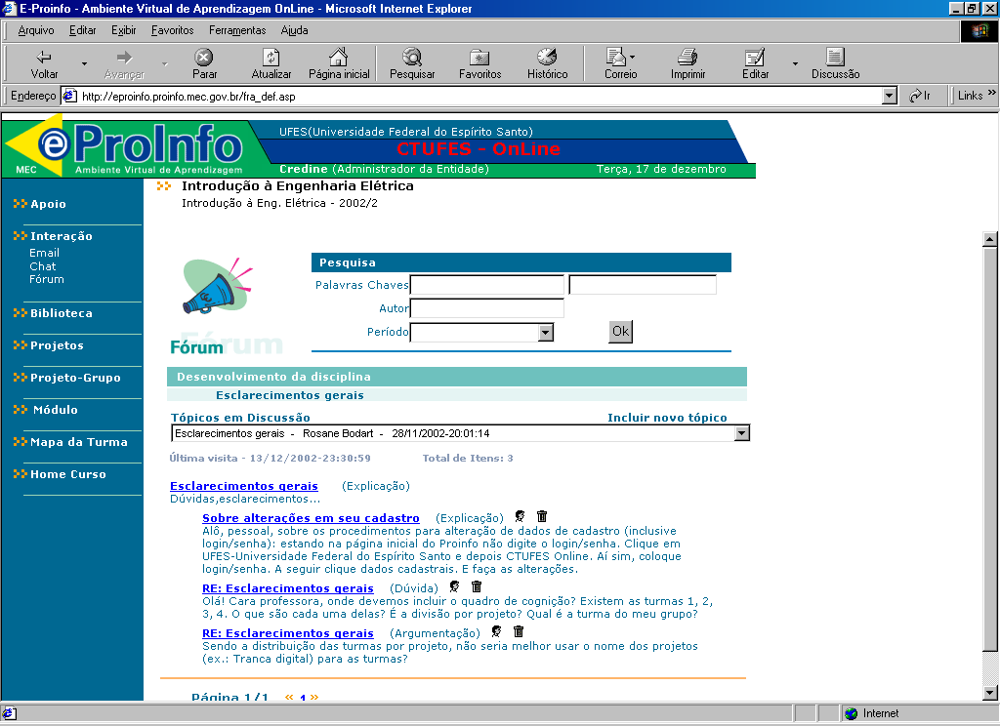 E-Proinfo - Ambiente Virtual de Aprendizagem OnLine - Microsoft Internet Explorer
Arquivo Editar Exibir Favoritos Ferramentas Ajuda
Voltar Avançar Parar Atualizar Página inicial Pesquisar Favoritos Histórico Correio Imprimir Editar Discussão
Endereço http://eproinfo.proinfo.mec.gov.br/fra_def.asp Ir Links »
eProInfo
MEC Ambiente Virtual de Aprendizagem
UFES(Universidade Federal do Espírito Santo)
CTUFES - OnLine
Credine (Administrador da Entidade) Terça, 17 de dezembro
Introdução à Engenharia Elétrica
Introdução à Eng. Elétrica - 2002/2
Apoio
Interação
Email
Chat
Fórum
Biblioteca
Projetos
Projeto-Grupo
Módulo
Mapa da Turma
Home Curso
Fórum
Fórum
Pesquisa
Palavras Chaves
Autor
Período Ok
Desenvolvimento da disciplina
Esclarecimentos gerais
Tópicos em Discussão Incluir novo tópico
Esclarecimentos gerais - Rosane Bodart - 28/11/2002-20:01:14
Última visita - 13/12/2002-23:30:59 Total de Itens: 3
Esclarecimentos gerais (Explicação)
Dúvidas,esclarecimentos...
Sobre alterações em seu cadastro (Explicação)
Alô, pessoal, sobre os procedimentos para alteração de dados de cadastro (inclusive
login/senha): estando na página inicial do Proinfo não digite o login/senha. Clique em
UFES-Universidade Federal do Espírito Santo e depois CTUFES Online. Aí sim, coloque
login/senha. A seguir clique dados cadastrais. E faça as alterações.
RE: Esclarecimentos gerais (Dúvida)
Olá! Cara professora, onde devemos incluir o quadro de cognição? Existem as turmas 1, 2,
3, 4. O que são cada uma delas? É a divisão por projeto? Qual é a turma do meu grupo?
RE: Esclarecimentos gerais (Argumentação)
Sendo a distribuição das turmas por projeto, não seria melhor usar o nome dos projetos
(ex.: Tranca digital) para as turmas?
Página 1/1 « 1 »
Internet